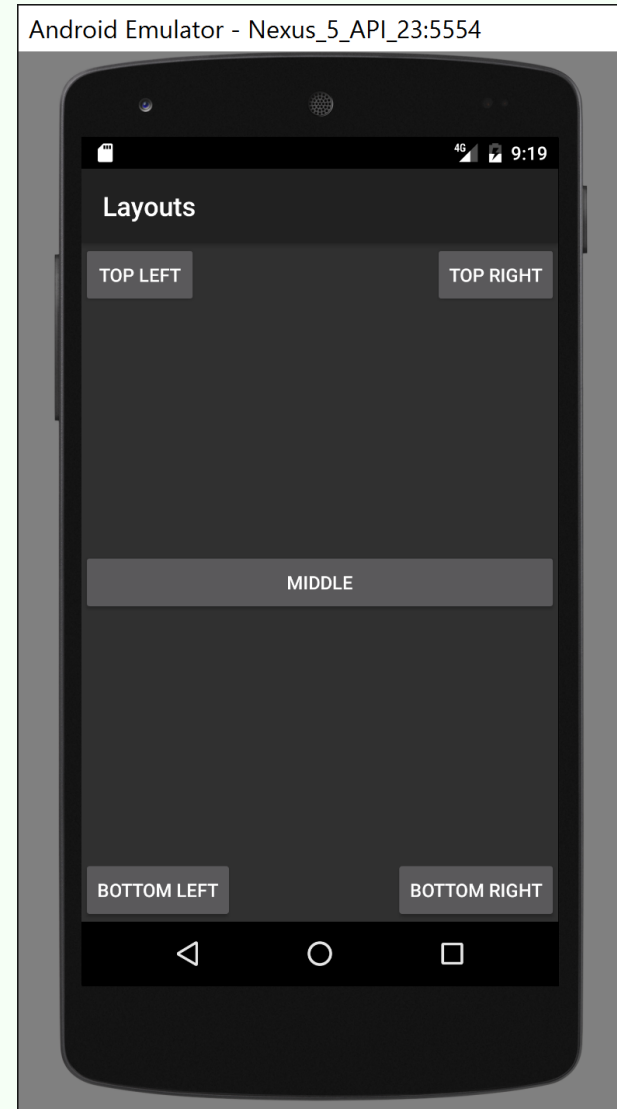 Android Emulator - Nexus_5_API_23:5554
4G 9:19
Layouts
TOP LEFT TOP RIGHT
MIDDLE
BOTTOM LEFT BOTTOM RIGHT